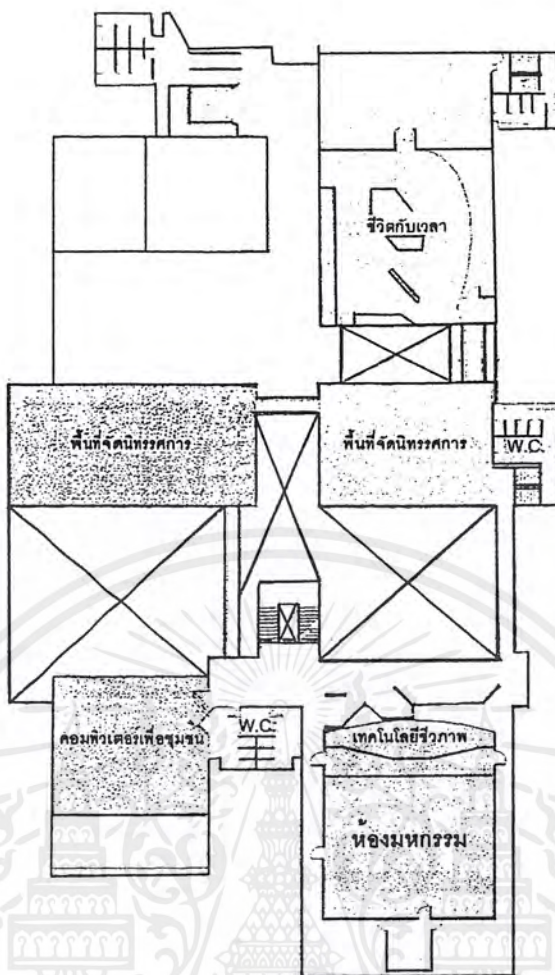 ชีวิตกับเวลา
พื้นที่จัดนิทรรศการ
พื้นที่จัดนิทรรศการ
W.C.
คอมพิวเตอร์เพื่อชุมชน
W.C.
เทคโนโลยีชีวภาพ
ห้องมหกรรม